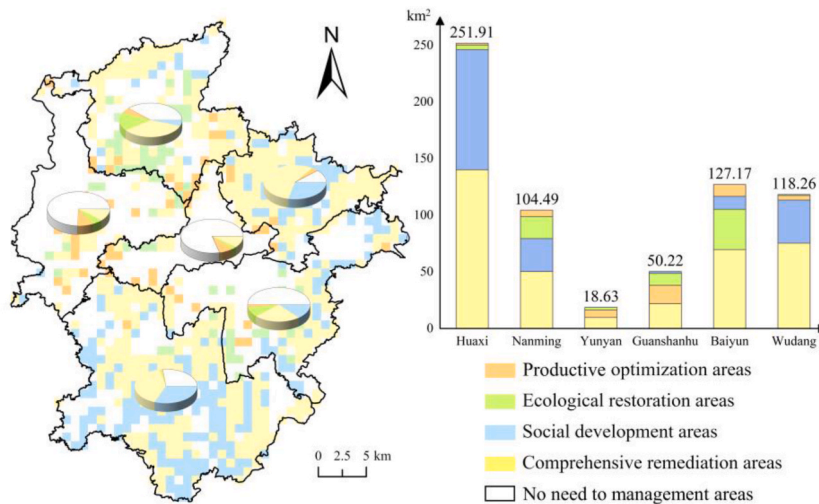 N
0 2.5 5 km
km2
250
200
150
100
50
0
251.91
104.49
18.63
50.22
127.17
118.26
Huaxi Nanming Yunyan Guanshanhu Baiyun Wudang
Productive optimization areas
Ecological restoration areas
Social development areas
Comprehensive remediation areas
No need to management areas